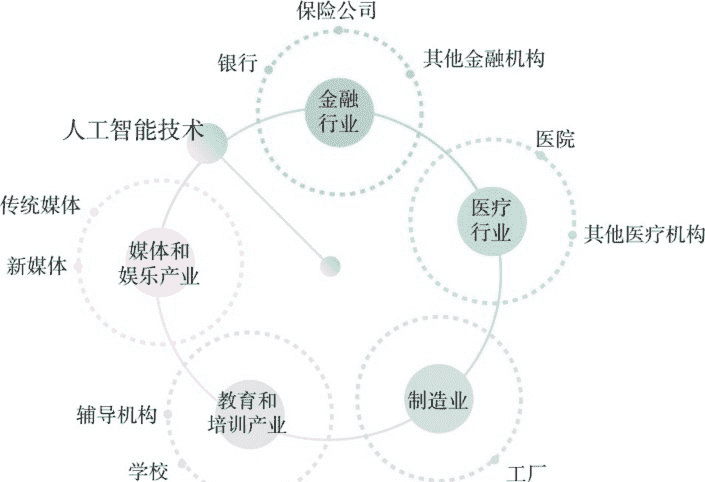 保险公司
银行
其他金融机构
金融
行业
人工智能技术
医院
传统媒体
医疗
行业
其他医疗机构
新媒体
媒体和
娱乐产业
制造业
教育和
培训产业
辅导机构
学校
工厂